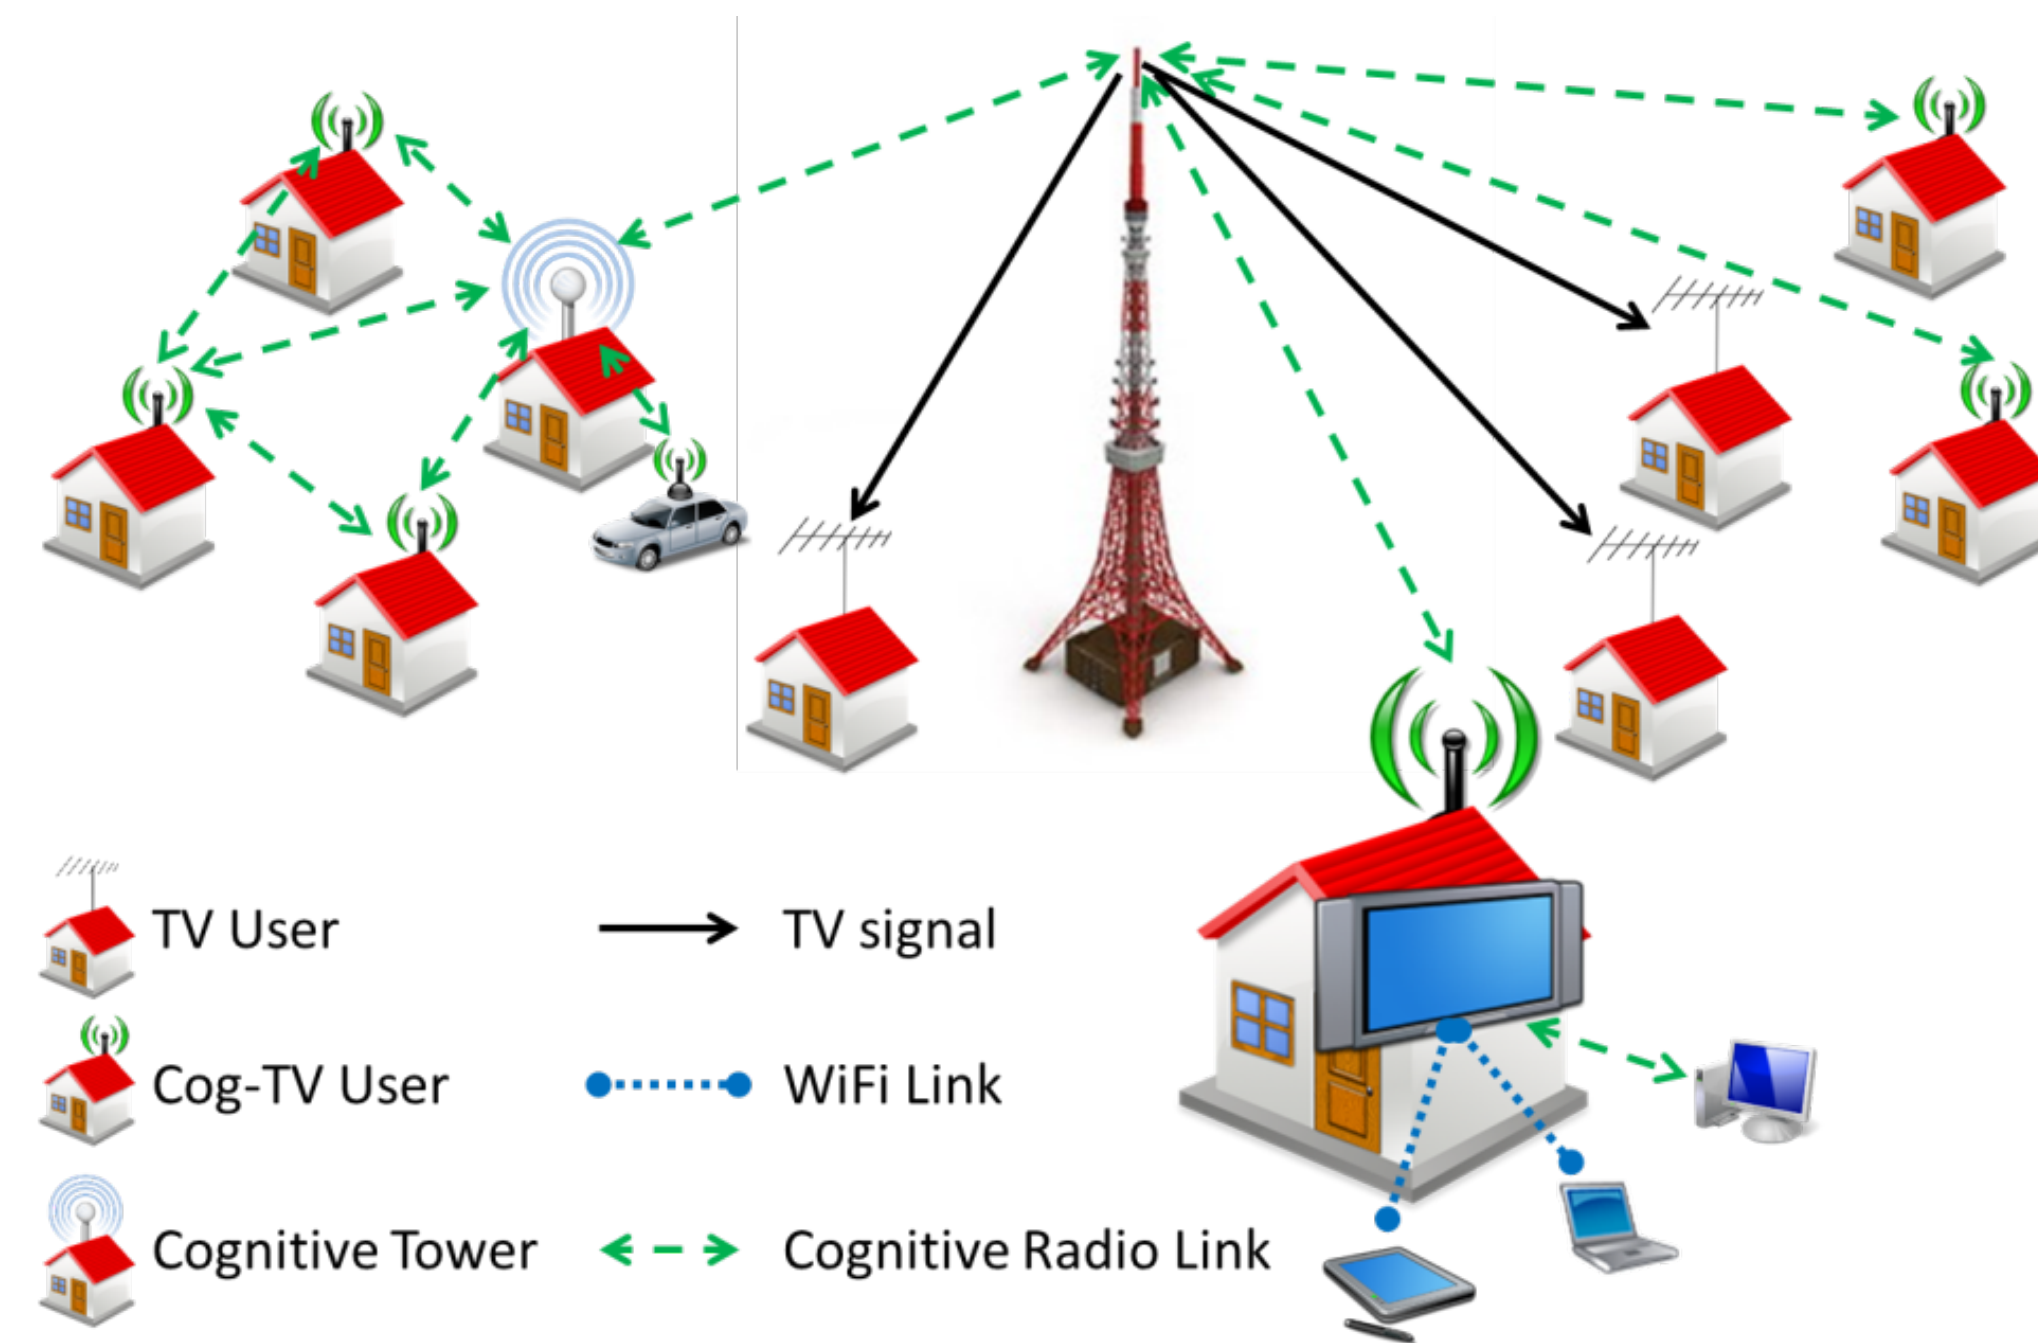 TV User
TV signal
Cog-TV User
WiFi Link
Cognitive Tower
Cognitive Radio Link